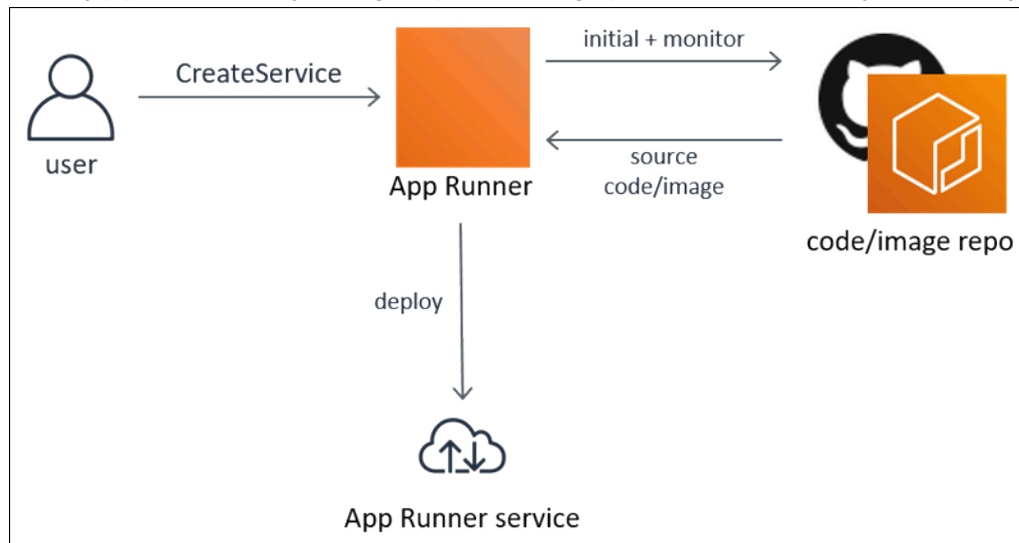 initial + monitor
CreateService
user
App Runner
source
code/image
code/image repo
deploy
App Runner service